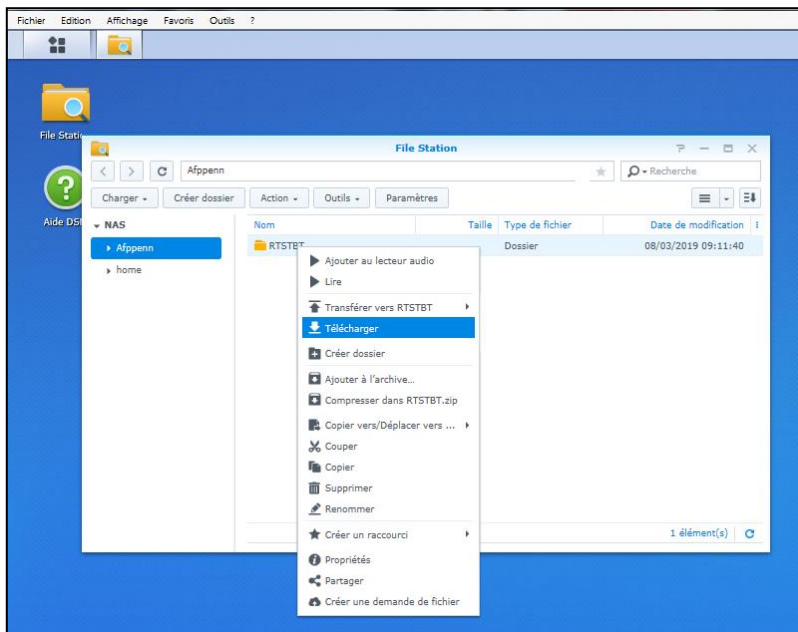 Fichier Edition Affichage Favoris Outils ?
File Statio
Aide DS
File Station
Afppenn
Recherche
Charger Créer dossier Action Outils Paramètres
NAS
Afppenn
home
Nom Taille Type de fichier Date de modification
RTSTBT Dossier 08/03/2019 09:11:40
Ajouter au lecteur audio
Lire
Transférer vers RTSTBT
Télécharger
Créer dossier
Ajouter à l'archive...
Compresser dans RTSTBT.zip
Copier vers/Déplacer vers ...
Couper
Copier
Supprimer
Renommer
Créer un raccourci
Propriétés
Partager
Créer une demande de fichier
1 élément(s)